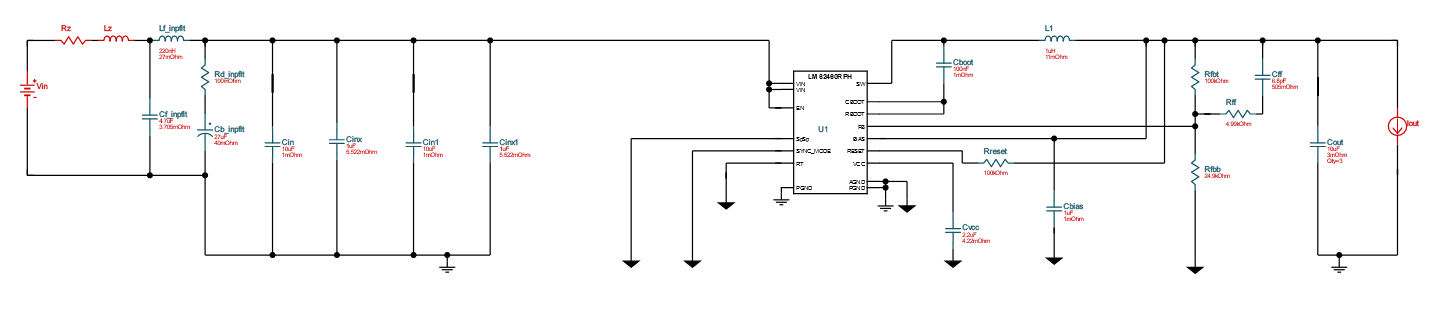 Rz
Lz
Lf_inpflt
220nH
27mOhm
Vin
Cf_inpflt
4.7uF
3.705mOhm
Rd_inpflt
100mOhm
Cb_inpflt
22uF
40mOhm
Cin
10uF
1mOhm
Cinx
1uF
5.522mOhm
Cin1
10uF
1mOhm
Cinx1
1uF
5.522mOhm
LM62460RPH
U1
VIN
VIN
EN
SpSp
SYNC_MODE
RT
PGND
SW
CBOOT
RBOOT
FB
BIAS
RESET
VCC
AGND
PGND
Cboot
100nF
1mOhm
L1
1uH
11mOhm
Rreset
100kOhm
Cvcc
2.2uF
4.22mOhm
Cbias
1uF
1mOhm
Rfbt
100kOhm
Rff
4.99kOhm
Cff
6.8pF
505mOhm
Rfbb
24.9kOhm
Cout
3mOhm
Qty=3
Iout